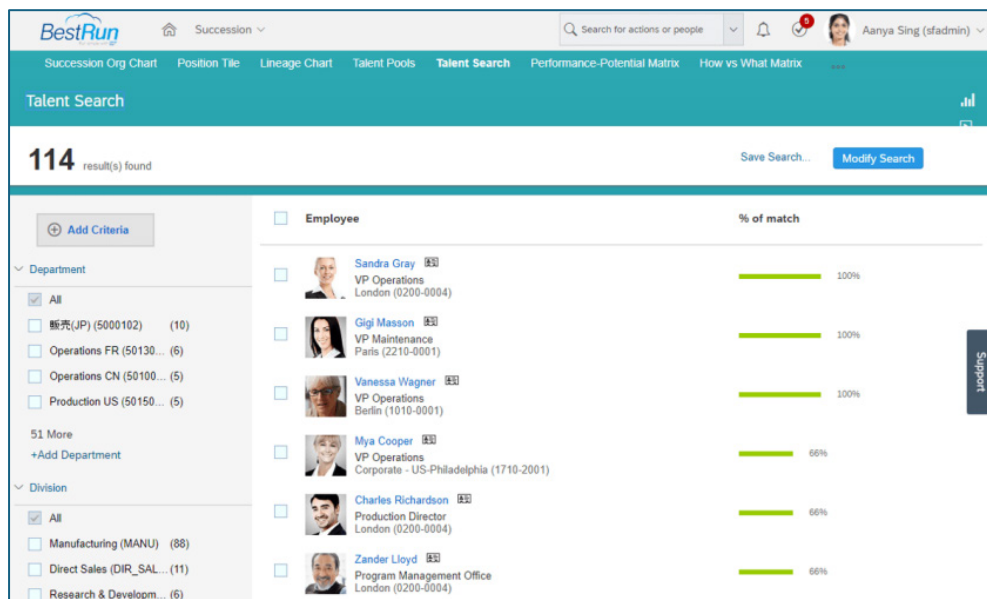 BestRun
Succession
Search for actions or people
5
Aanya Sing (sfadmin)
Succession Org Chart
Position Tile
Lineage Chart
Talent Pools
Talent Search
Performance-Potential Matrix
How vs What Matrix
...
Talent Search
114 result(s) found
Save Search...
Modify Search
Add Criteria
Department
All
販売(JP) (5000102) (10)
Operations FR (50130... (6)
Operations CN (50100... (5)
Production US (50150... (5)
51 More
+Add Department
Division
All
Manufacturing (MANU) (88)
Direct Sales (DIR_SAL... (11)
Research & Developm... (6)
Employee
% of match
Sandra Gray
VP Operations
London (0200-0004)
100%
Gigi Masson
VP Maintenance
Paris (2210-0001)
100%
Vanessa Wagner
VP Operations
Berlin (1010-0001)
100%
Mya Cooper
VP Operations
Corporate - US-Philadelphia (1710-2001)
66%
Charles Richardson
Production Director
London (0200-0004)
66%
Zander Lloyd
Program Management Office
London (0200-0004)
66%
Support